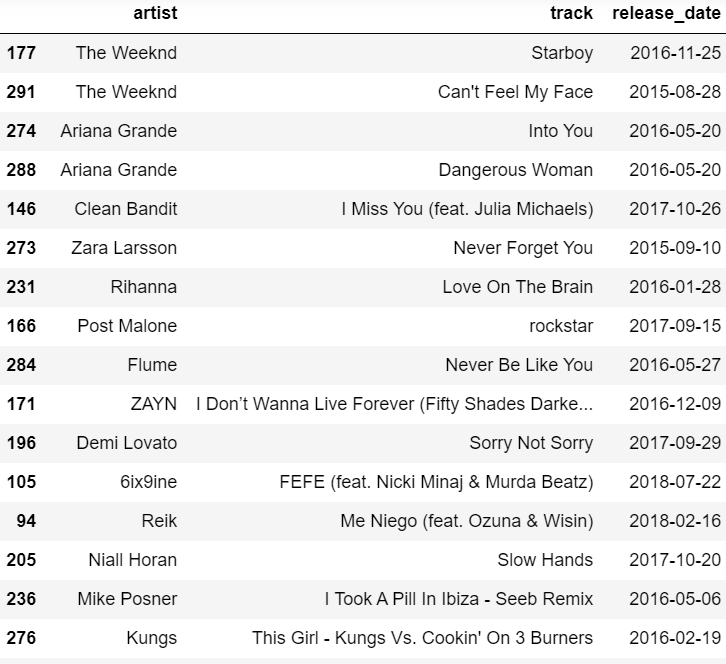 artist track release_date
177 The Weeknd Starboy 2016-11-25
291 The Weeknd Can't Feel My Face 2015-08-28
274 Ariana Grande Into You 2016-05-20
288 Ariana Grande Dangerous Woman 2016-05-20
146 Clean Bandit I Miss You (feat. Julia Michaels) 2017-10-26
273 Zara Larsson Never Forget You 2015-09-10
231 Rihanna Love On The Brain 2016-01-28
166 Post Malone rockstar 2017-09-15
284 Flume Never Be Like You 2016-05-27
171 ZAYN I Don’t Wanna Live Forever (Fifty Shades Darke... 2016-12-09
196 Demi Lovato Sorry Not Sorry 2017-09-29
105 6ix9ine FEFE (feat. Nicki Minaj & Murda Beatz) 2018-07-22
94 Reik Me Niego (feat. Ozuna & Wisin) 2018-02-16
205 Niall Horan Slow Hands 2017-10-20
236 Mike Posner I Took A Pill In Ibiza - Seeb Remix 2016-05-06
276 Kungs This Girl - Kungs Vs. Cookin' On 3 Burners 2016-02-19